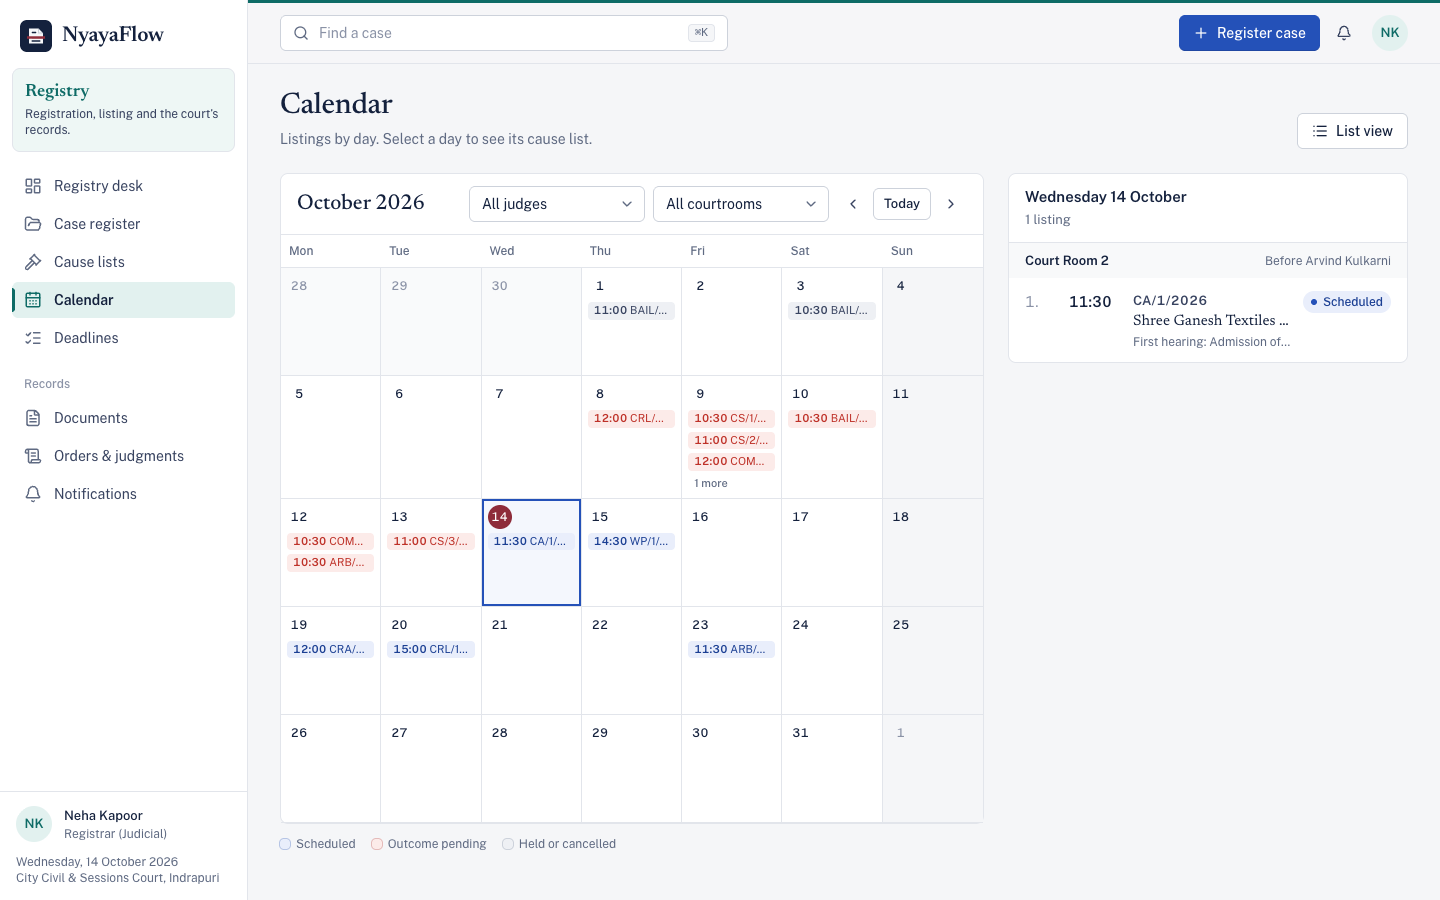 NyayaFlow
Registry
Registration, listing and the court's
records.
Registry desk
Case register
Cause lists
Calendar
Deadlines
Records
Documents
Orders & judgments
Notifications
NK
Neha Kapoor
Registrar (Judicial)
Wednesday, 14 October 2026
City Civil & Sessions Court, Indrapuri
Find a case
⌘K
Register case
NK
Calendar
Listings by day. Select a day to see its cause list.
List view
October 2026
All judges
All courtrooms
Today
Mon Tue Wed Thu Fri Sat Sun
28 29 30 1 2 3 4
11:00 BAIL/...
10:30 BAIL/...
5 6 7 8 9 10 11
12:00 CRL/...
10:30 CS/1/...
11:00 CS/2/...
12:00 COM...
1 more
10:30 BAIL/...
12 13 14 15 16 17 18
10:30 COM...
10:30 ARB/...
11:00 CS/3/...
11:30 CA/1/...
14:30 WP/1/...
19 20 21 22 23 24 25
12:00 CRA/...
15:00 CRL/1...
11:30 ARB/...
26 27 28 29 30 31 1
Scheduled
Outcome pending
Held or cancelled
Wednesday 14 October
1 listing
Court Room 2
Before Arvind Kulkarni
1.
11:30
CA/1/2026
Shree Ganesh Textiles ...
First hearing: Admission of...
Scheduled